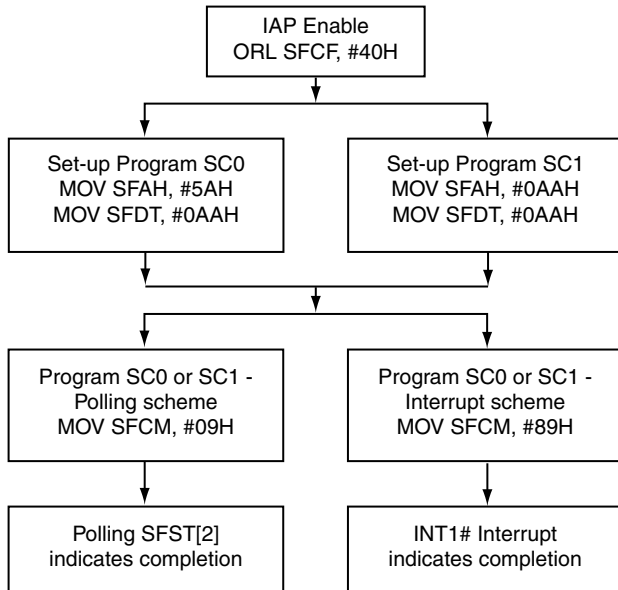 IAP Enable
ORL SFCF, #40H
Set-up Program SC0
MOV SFAH, #5AH
MOV SFDT, #0AAH
Set-up Program SC1
MOV SFAH, #0AAH
MOV SFDT, #0AAH
Program SC0 or SC1 -
Polling scheme
MOV SFCM, #09H
Program SC0 or SC1 -
Interrupt scheme
MOV SFCM, #89H
Polling SFST[2]
indicates completion
INT1# Interrupt
indicates completion